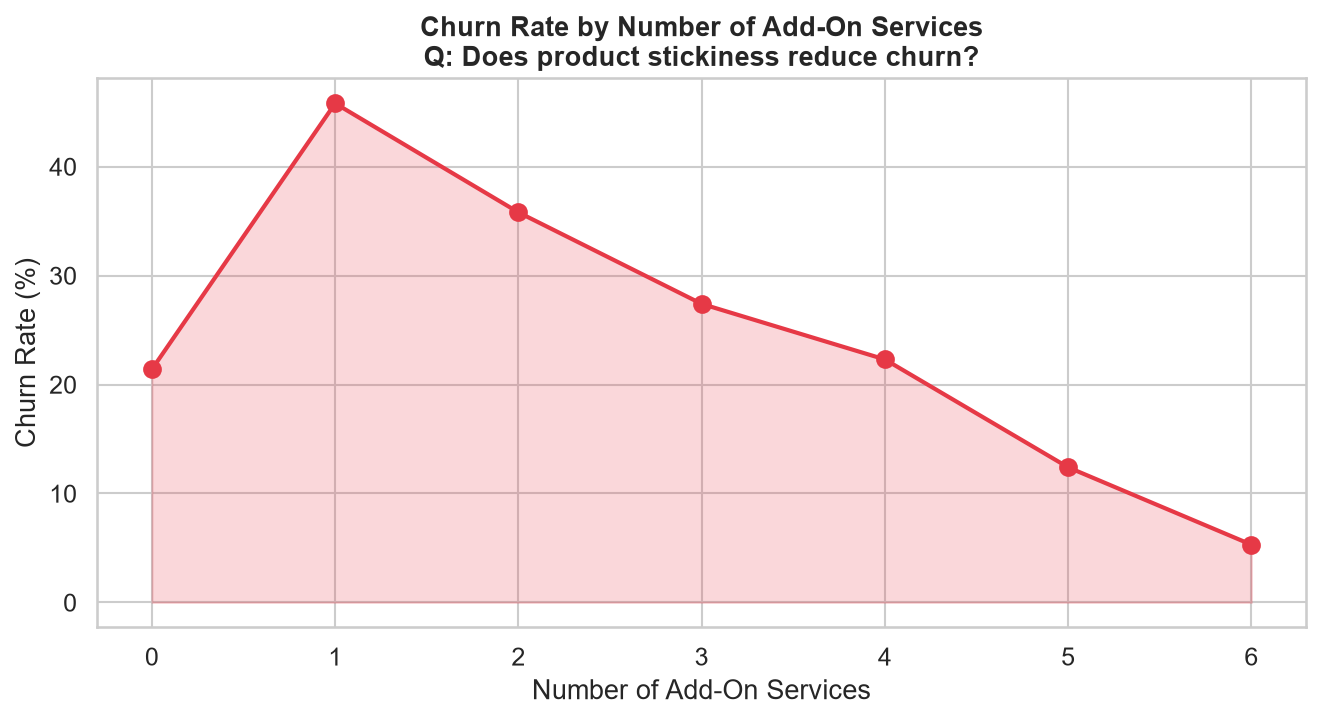 Churn Rate by Number of Add-On Services
Q: Does product stickiness reduce churn?
Churn Rate (%)
40
30
20
10
0
0 1 2 3 4 5 6
Number of Add-On Services